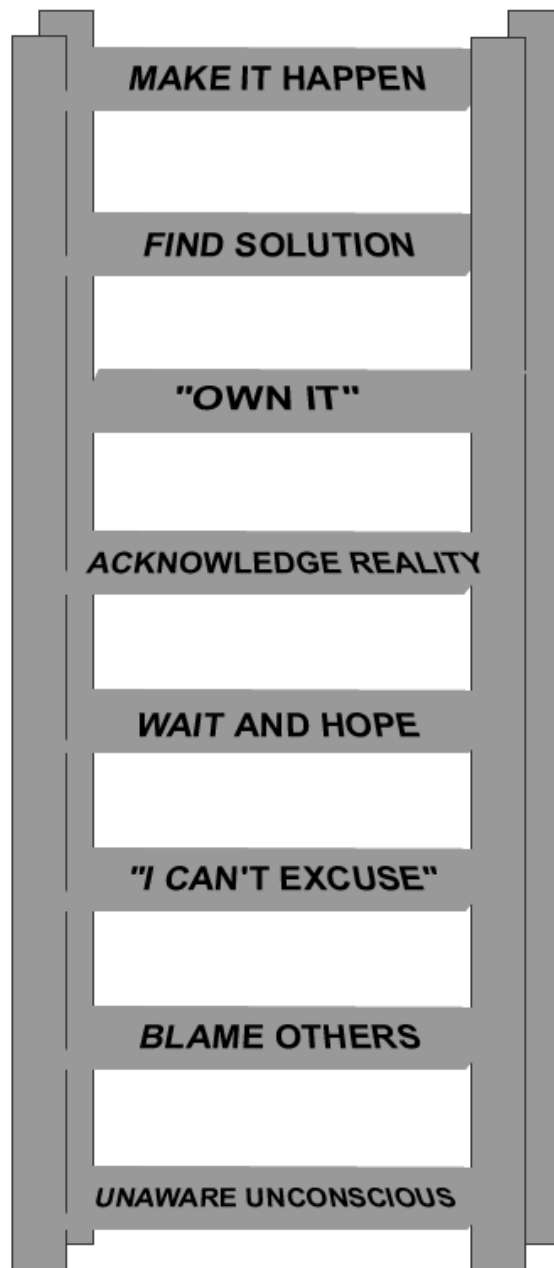 MAKE IT HAPPEN
FIND SOLUTION
"OWN IT"
ACKNOWLEDGE REALITY
WAIT AND HOPE
"I CAN'T EXCUSE"
BLAME OTHERS
UNAWARE UNCONSCIOUS